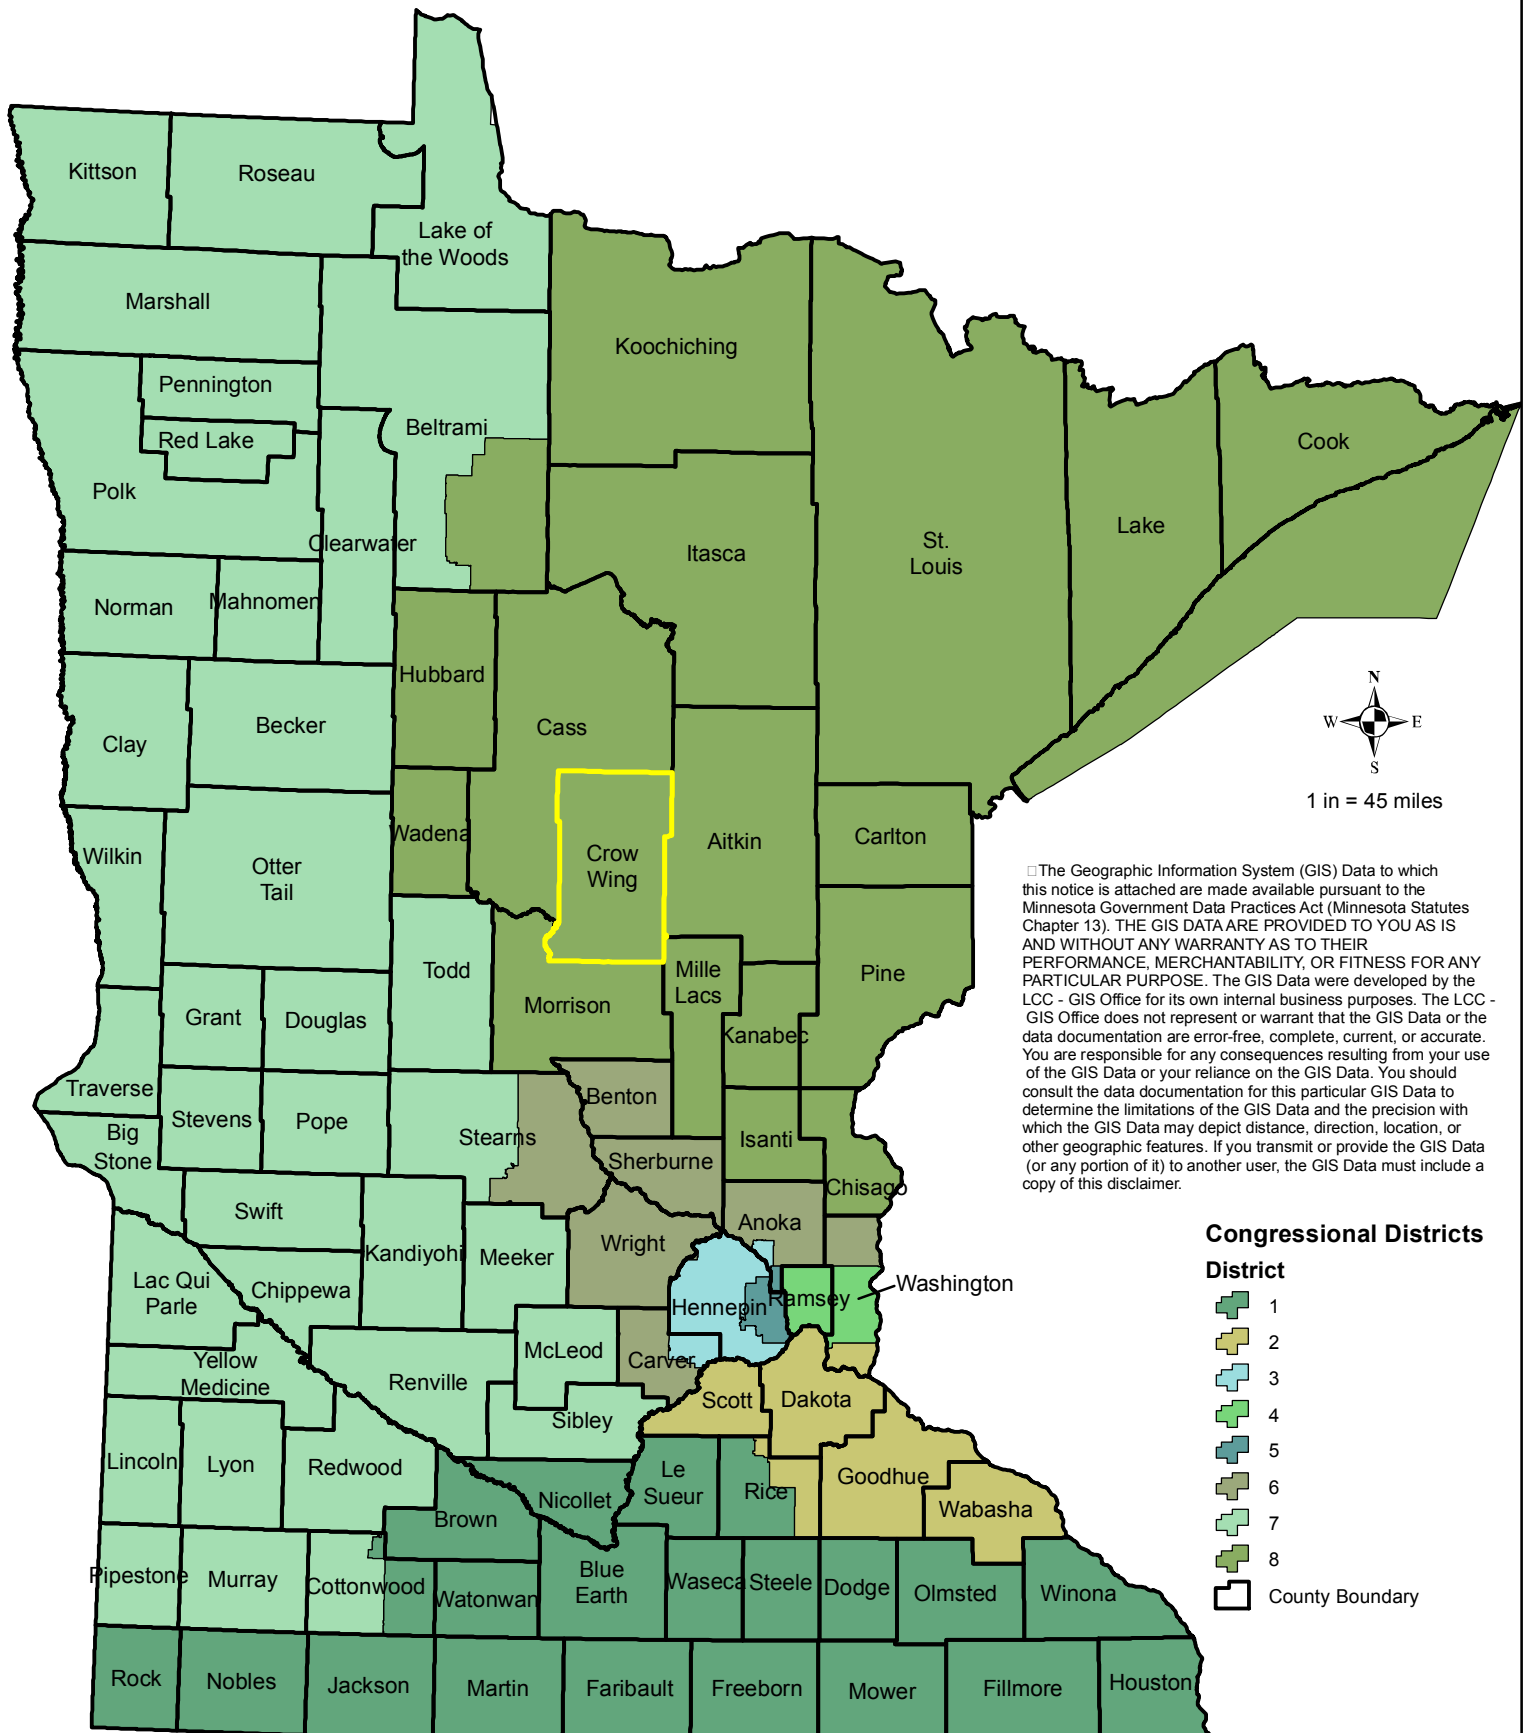 Kittson
Roseau
Lake of
the Woods
Marshall
Koochiching
Pennington
Red Lake
Beltrami
Cook
Polk
Lake
Clearwater
Itasca
St.
Louis
Norman
Mahnomen
Hubbard
N
W
E
S
1 in = 45 miles
Becker
Cass
Clay
Wadena
Aitkin
Carlton
Wilkin
Otter
Tail
Crow
Wing
□The Geographic Information System (GIS) Data to which
this notice is attached are made available pursuant to the
Minnesota Government Data Practices Act (Minnesota Statutes
Chapter 13). THE GIS DATA ARE PROVIDED TO YOU AS IS
AND WITHOUT ANY WARRANTY AS TO THEIR
PERFORMANCE, MERCHANTABILITY, OR FITNESS FOR ANY
PARTICULAR PURPOSE. The GIS Data were developed by the
LCC - GIS Office for its own internal business purposes. The LCC -
GIS Office does not represent or warrant that the GIS Data or the
data documentation are error-free, complete, current, or accurate.
You are responsible for any consequences resulting from your use
of the GIS Data or your reliance on the GIS Data. You should
consult the data documentation for this particular GIS Data to
determine the limitations of the GIS Data and the precision with
which the GIS Data may depict distance, direction, location, or
other geographic features. If you transmit or provide the GIS Data
(or any portion of it) to another user, the GIS Data must include a
copy of this disclaimer.
Todd
Mille
Lacs
Pine
Morrison
Grant
Douglas
Kanabec
Traverse
Benton
Stevens
Pope
Stearns
Isanti
Big
Stone
Sherburne
Chisago
Swift
Anoka
Kandiyohi
Meeker
Wright
Lac Qui
Parle
Chippewa
Hennepin
Ramsey
Washington
McLeod
Carver
Yellow
Medicine
Renville
Scott
Dakota
Sibley
Lincoln
Lyon
Redwood
Le
Sueur
Rice
Goodhue
Nicollet
Wabasha
Brown
Pipestone
Murray
Cottonwood
Watonwan
Blue
Earth
Waseca
Steele
Dodge
Olmsted
Winona
Rock
Nobles
Jackson
Martin
Faribault
Freeborn
Mower
Fillmore
Houston
Congressional Districts
District
1
2
3
4
5
6
7
8
County Boundary